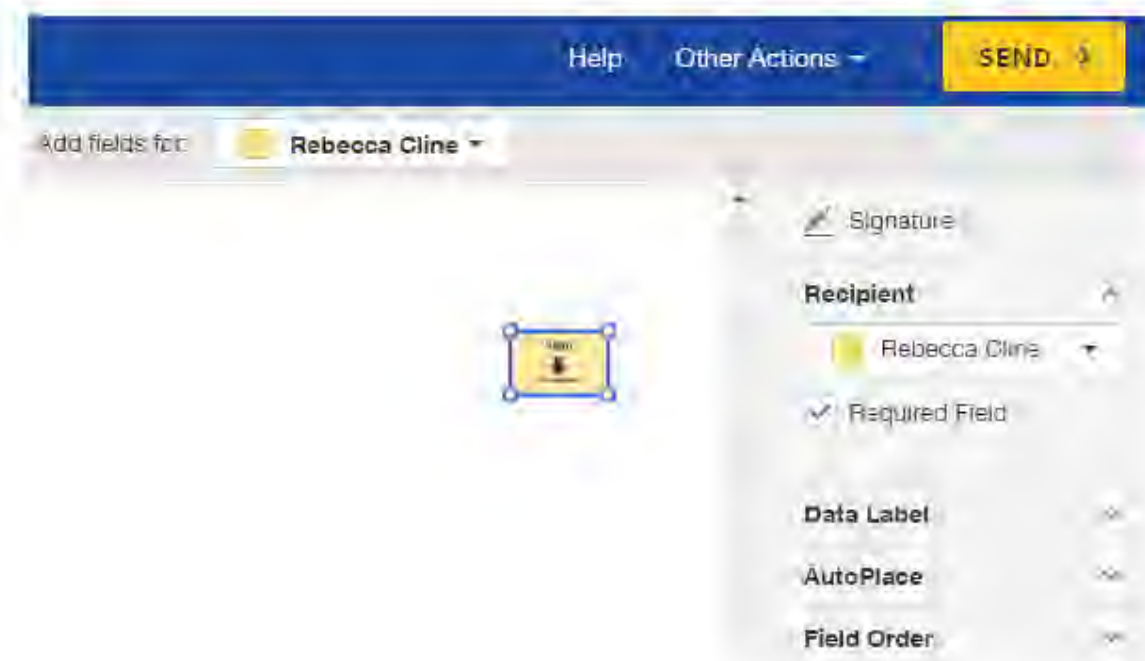 Help Other Actions SEND
Add fields for: Rebecca Cline
Signature
Recipient
Rebecca Cline
Required Field
Data Label
AutoPlace
Field Order